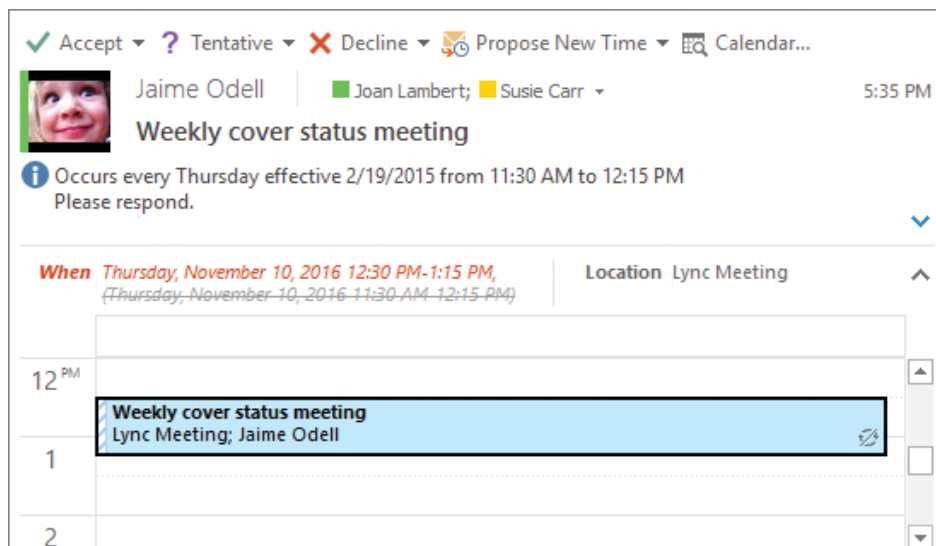 Accept ? Tentative Decline Propose New Time Calendar...
Jaime Odell Joan Lambert; Susie Carr 5:35 PM
Weekly cover status meeting
Occurs every Thursday effective 2/19/2015 from 11:30 AM to 12:15 PM
Please respond.
When Thursday, November 10, 2016 12:30 PM-1:15 PM, Location Lync Meeting
(Thursday, November 10, 2016 11:30 AM-12:15 PM)
12 PM
Weekly cover status meeting
Lync Meeting; Jaime Odell
1
2